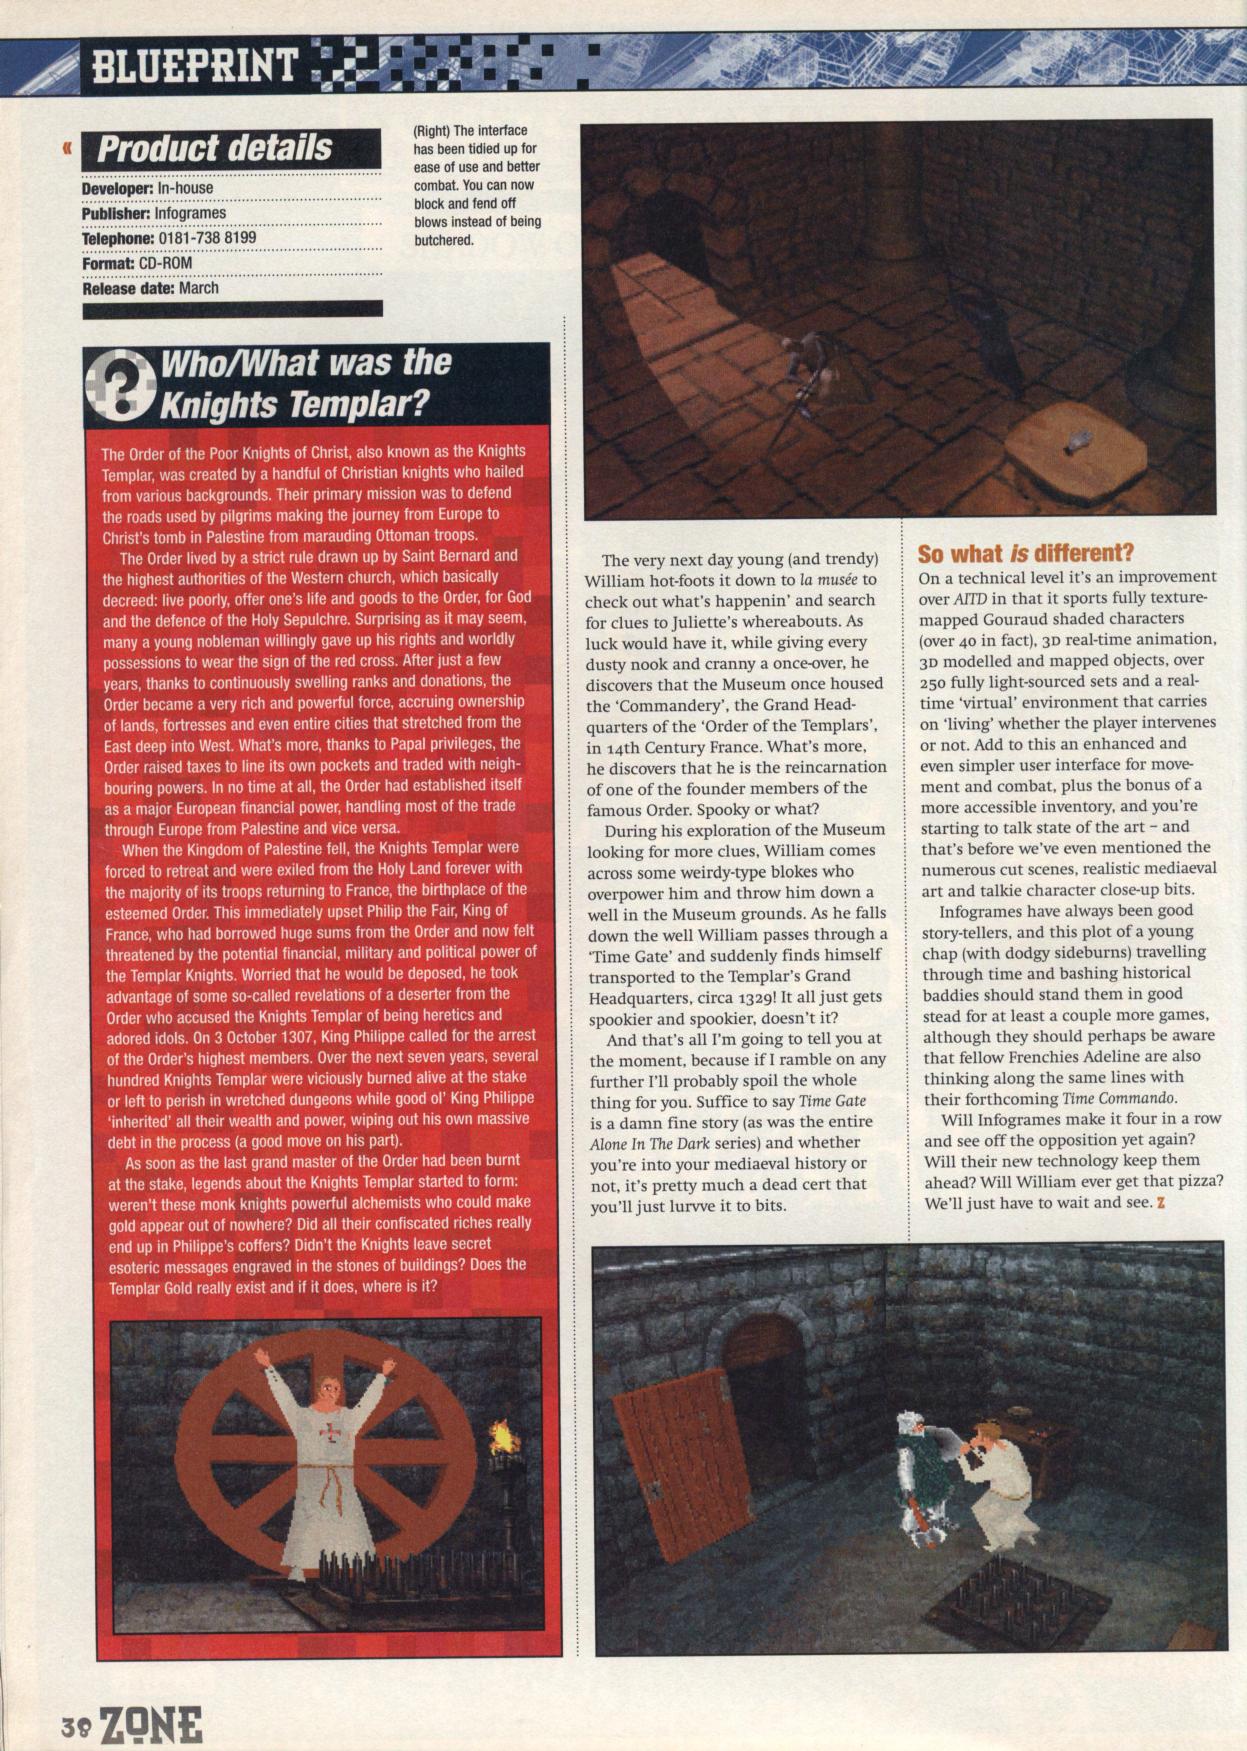 BLUEPRINT
«
Product details
Developer: In-house
Publisher: Infogrames
Telephone: 0181-738 8199
Format: CD-ROM
Release date: March
(Right) The interface
has been tidied up for
ease of use and better
combat. You can now
block and fend off
blows instead of being
butchered.
?
Who/What was the
Knights Templar?
The Order of the Poor Knights of Christ, also known as the Knights
Templar, was created by a handful of Christian knights who hailed
from various backgrounds. Their primary mission was to defend
the roads used by pilgrims making the journey from Europe to
Christ's tomb in Palestine from marauding Ottoman troops.
The Order lived by a strict rule drawn up by Saint Bernard and
the highest authorities of the Western church, which basically
decreed: live poorly, offer one's life and goods to the Order, for God
and the defence of the Holy Sepulchre. Surprising as it may seem,
many a young nobleman willingly gave up his rights and worldly
possessions to wear the sign of the red cross. After just a few
years, thanks to continuously swelling ranks and donations, the
Order became a very rich and powerful force, accruing ownership
of lands, fortresses and even entire cities that stretched from the
East deep into West. What's more, thanks to Papal privileges, the
Order raised taxes to line its own pockets and traded with neigh-
bouring powers. In no time at all, the Order had established itself
as a major European financial power, handling most of the trade
through Europe from Palestine and vice versa.
When the Kingdom of Palestine fell, the Knights Templar were
forced to retreat and were exiled from the Holy Land forever with
the majority of its troops returning to France, the birthplace of the
esteemed Order. This immediately upset Philip the Fair, King of
France, who had borrowed huge sums from the Order and now felt
threatened by the potential financial, military and political power of
the Templar Knights. Worried that he would be deposed, he took
advantage of some so-called revelations of a deserter from the
Order who accused the Knights Templar of being heretics and
adored idols. On 3 October 1307, King Philippe called for the arrest
of the Order's highest members. Over the next seven years, several
hundred Knights Templar were viciously burned alive at the stake
or left to perish in wretched dungeons while good ol' King Philippe
'inherited' all their wealth and power, wiping out his own massive
debt in the process (a good move on his part).
As soon as the last grand master of the Order had been burnt
at the stake, legends about the Knights Templar started to form:
weren't these monk knights powerful alchemists who could make
gold appear out of nowhere? Did all their confiscated riches really
end up in Philippe's coffers? Didn't the Knights leave secret
esoteric messages engraved in the stones of buildings? Does the
Templar Gold really exist and if it does, where is it?
The very next day young (and trendy)
William hot-foots it down to la musée to
check out what's happenin' and search
for clues to Juliette's whereabouts. As
luck would have it, while giving every
dusty nook and cranny a once-over, he
discovers that the Museum once housed
the 'Commandery', the Grand Head-
quarters of the 'Order of the Templars',
in 14th Century France. What's more,
he discovers that he is the reincarnation
of one of the founder members of the
famous Order. Spooky or what?
During his exploration of the Museum
looking for more clues, William comes
across some weirdy-type blokes who
overpower him and throw him down a
well in the Museum grounds. As he falls
down the well William passes through a
'Time Gate' and suddenly finds himself
transported to the Templar's Grand
Headquarters, circa 1329! It all just gets
spookier and spookier, doesn't it?
And that's all I'm going to tell you at
the moment, because if I ramble on any
further I'll probably spoil the whole
thing for you. Suffice to say Time Gate
is a damn fine story (as was the entire
Alone In The Dark series) and whether
you're into your mediaeval history or
not, it's pretty much a dead cert that
you'll just lurvve it to bits.
So what is different?
On a technical level it's an improvement
over AITD in that it sports fully texture-
mapped Gouraud shaded characters
(over 40 in fact), 3D real-time animation,
3D modelled and mapped objects, over
250 fully light-sourced sets and a real-
time 'virtual' environment that carries
on 'living' whether the player intervenes
or not. Add to this an enhanced and
even simpler user interface for move-
ment and combat, plus the bonus of a
more accessible inventory, and you're
starting to talk state of the art – and
that's before we've even mentioned the
numerous cut scenes, realistic mediaeval
art and talkie character close-up bits.
Infogrames have always been good
story-tellers, and this plot of a young
chap (with dodgy sideburns) travelling
through time and bashing historical
baddies should stand them in good
stead for at least a couple more games,
although they should perhaps be aware
that fellow Frenchies Adeline are also
thinking along the same lines with
their forthcoming Time Commando.
Will Infogrames make it four in a row
and see off the opposition yet again?
Will their new technology keep them
ahead? Will William ever get that pizza?
We'll just have to wait and see. Z
38 ZONE